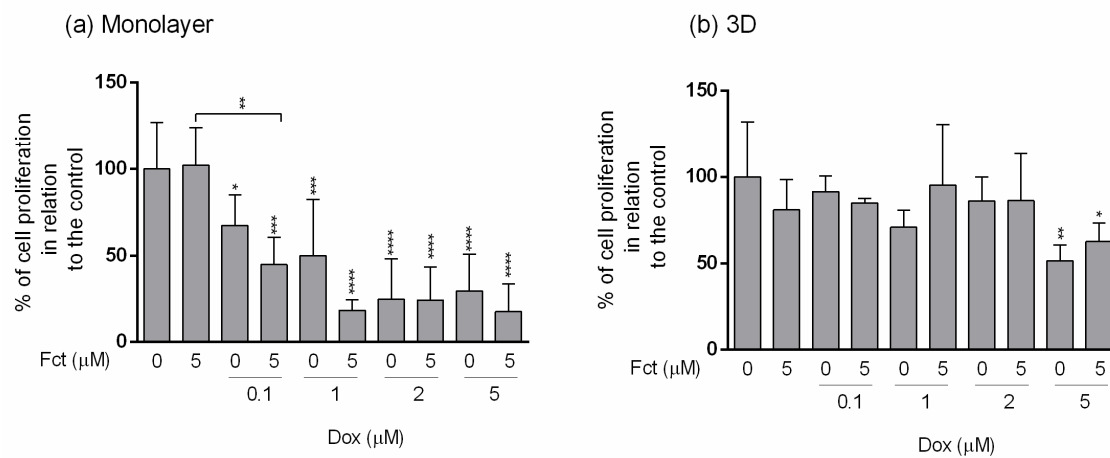 (a) Monolayer
% of cell proliferation
in relation
to the control
150
100
50
0
**
*
***
***
****
****
****
****
****
Fct (μM) 0 5 0 5 0 5 0 5 0 5
0.1 1 2 5
Dox (μM)
(b) 3D
% of cell proliferation
in relation
to the control
150
100
50
0
**
*
0 5 0 5 0 5 0 5 0 5
0.1 1 2 5
Dox (μM)